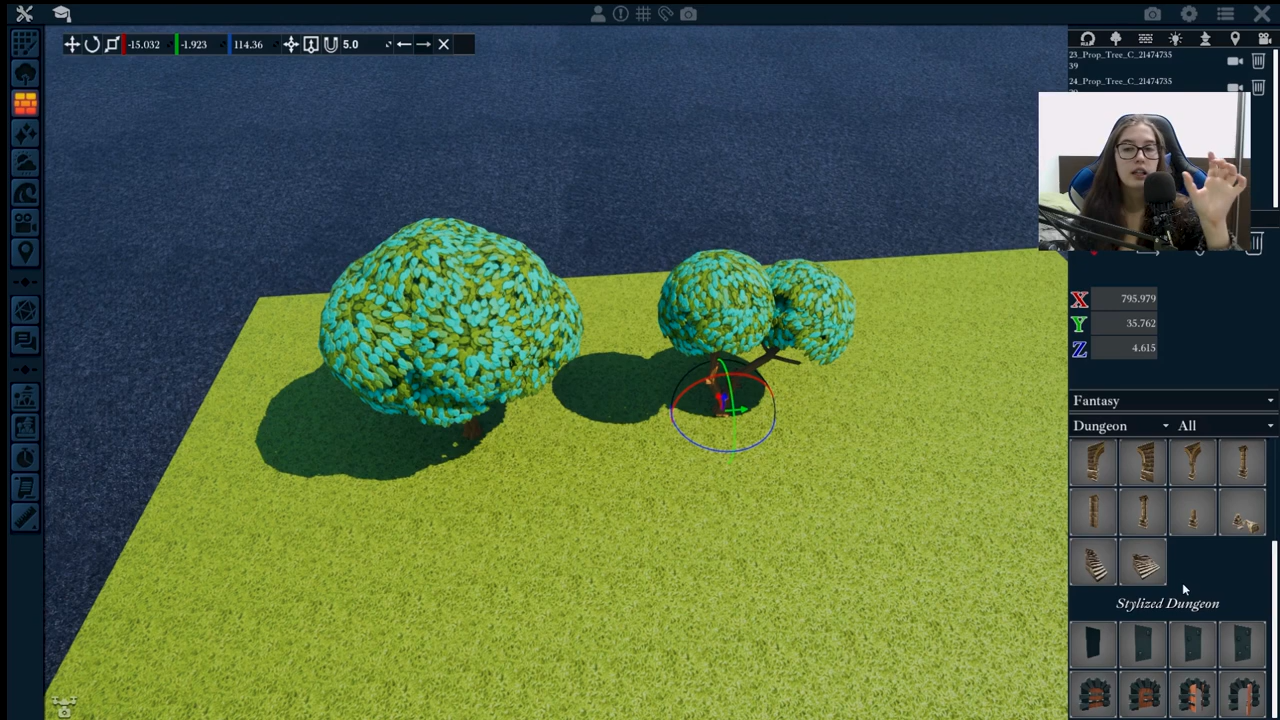 -15.032 -1.923 114.36 5.0
23_Prop_Tree_C_21474735
39
24_Prop_Tree_C_21474735
X 795.979
Y 35.762
Z 4.615
Fantasy
Dungeon All
Stylized Dungeon